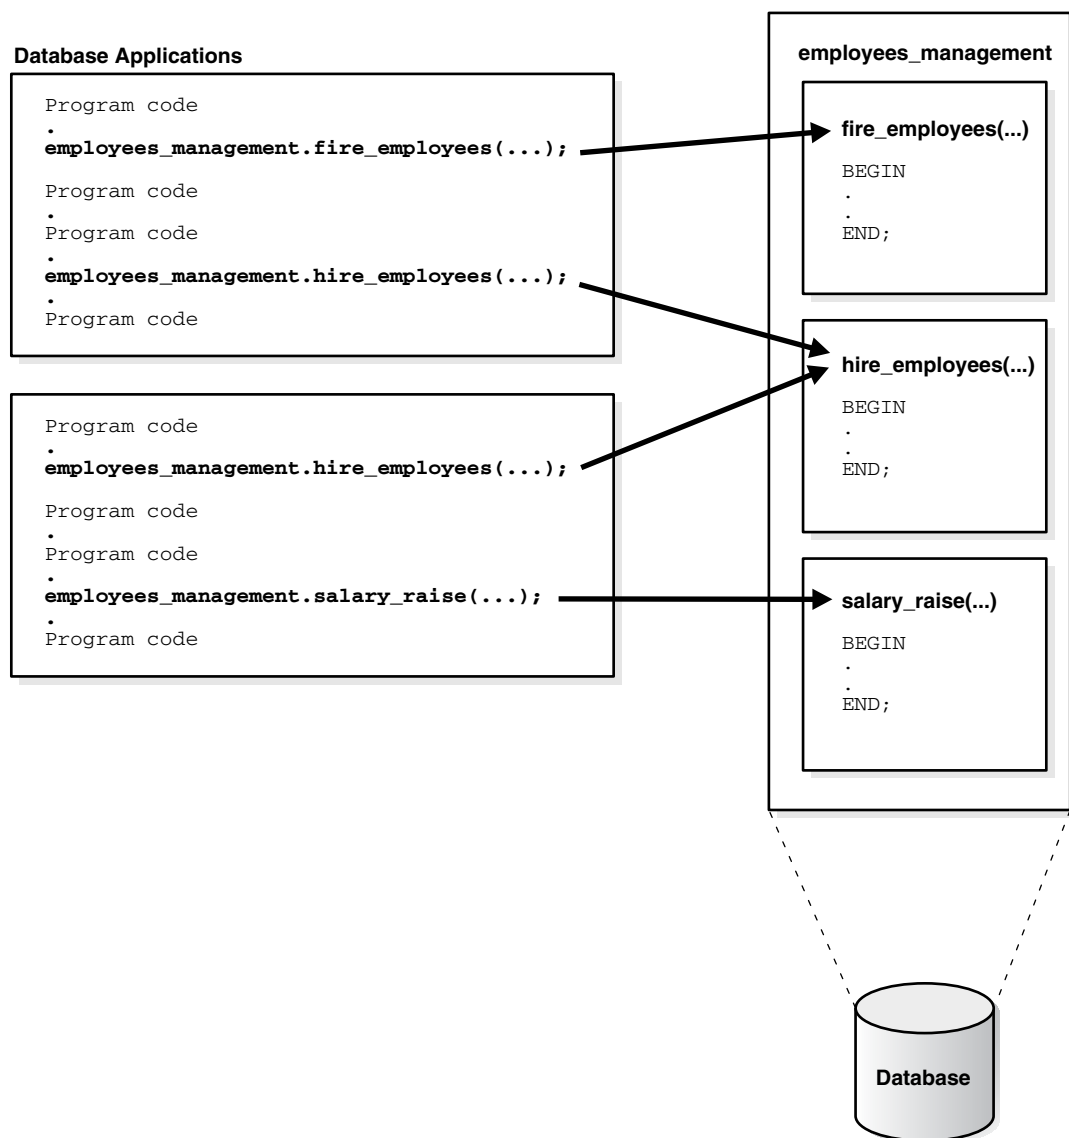 Database Applications
Program code
.
employees_management.fire_employees(...);
Program code
.
Program code
.
employees_management.hire_employees(...);
.
Program code
Program code
.
employees_management.hire_employees(...);
Program code
.
Program code
.
employees_management.salary_raise(...);
.
Program code
employees_management
fire_employees(...)
BEGIN
.
.
END;
hire_employees(...)
BEGIN
.
.
END;
salary_raise(...)
BEGIN
.
.
END;
Database